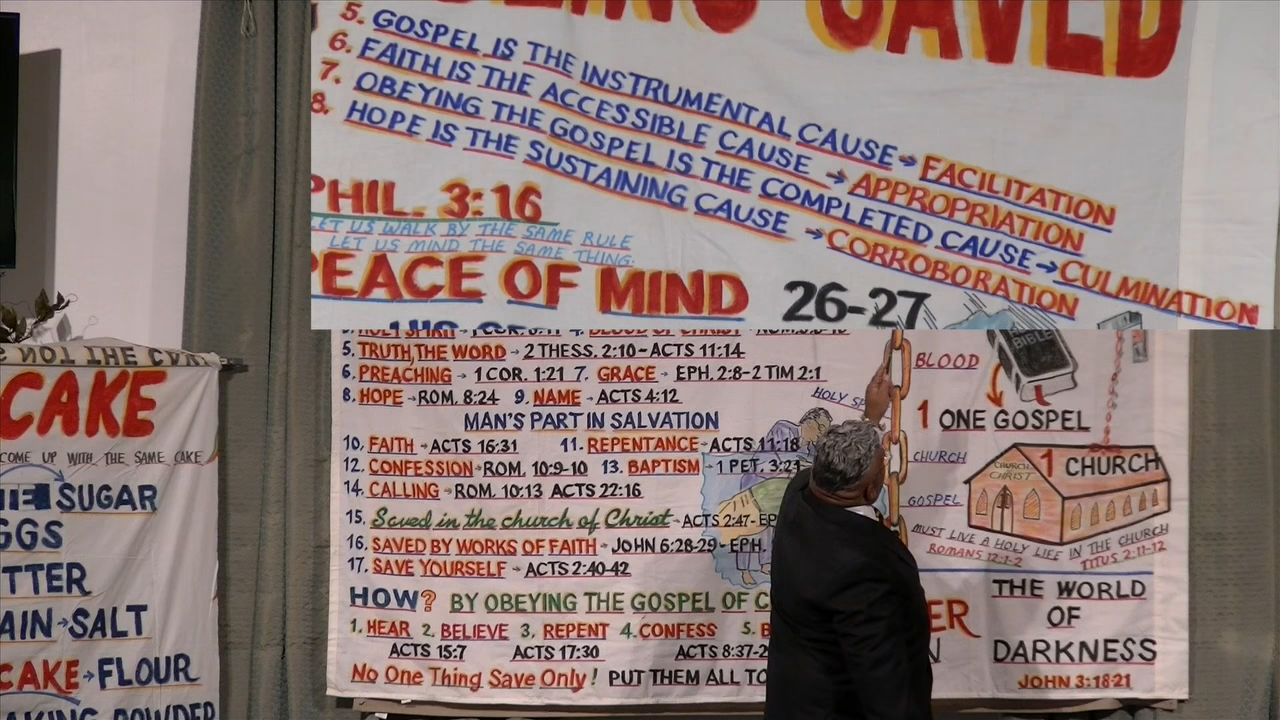 SAVED
5. GOSPEL IS THE INSTRUMENTAL CAUSE → FACILITATION
6. FAITH IS THE ACCESSIBLE CAUSE → APPROPRIATION
7. OBEYING THE GOSPEL IS THE COMPLETED CAUSE → CULMINATION
8. HOPE IS THE SUSTAINING CAUSE → CORROBORATION
PHIL. 3:16
LET US WALK BY THE SAME RULE
LET US MIND THE SAME THING:
PEACE OF MIND 26-27
5. TRUTH, THE WORD → 2 THESS. 2:10 - ACTS 11:14
6. PREACHING → 1 COR. 1:21 7. GRACE → EPH. 2:8-2 TIM 2:1
8. HOPE → ROM. 8:24 9. NAME → ACTS 4:12
MAN'S PART IN SALVATION
10. FAITH → ACTS 16:31 11. REPENTANCE → ACTS 11:18
12. CONFESSION → ROM. 10:9-10 13. BAPTISM → 1 PET. 3:21
14. CALLING → ROM. 10:13 ACTS 22:16
15. Saved in the church of Christ - ACTS 2:47 - EP
16. SAVED BY WORKS OF FAITH → JOHN 6:28-29 - EPH.
17. SAVE YOURSELF → ACTS 2:40-42
HOW? BY OBEYING THE GOSPEL OF C
1. HEAR 2. BELIEVE 3. REPENT 4. CONFESS 5. B
ACTS 15:7 ACTS 17:30 ACTS 8:37-
No One Thing Save Only! PUT THEM ALL TO
HOLY SP
BLOOD
BIBLE
1 ONE GOSPEL
CHURCH
CHURCH OF CHRIST
1 CHURCH
GOSPEL
MUST LIVE A HOLY LIFE IN THE CHURCH
ROMANS 12:1-2 TITUS 2:11-12
THE WORLD
OF
DARKNESS
JOHN 3:18-21
CAKE
COME UP WITH THE SAME CAKE
SUGAR
GGS
TTER
AIN → SALT
CAKE → FLOUR
AKING POWDER